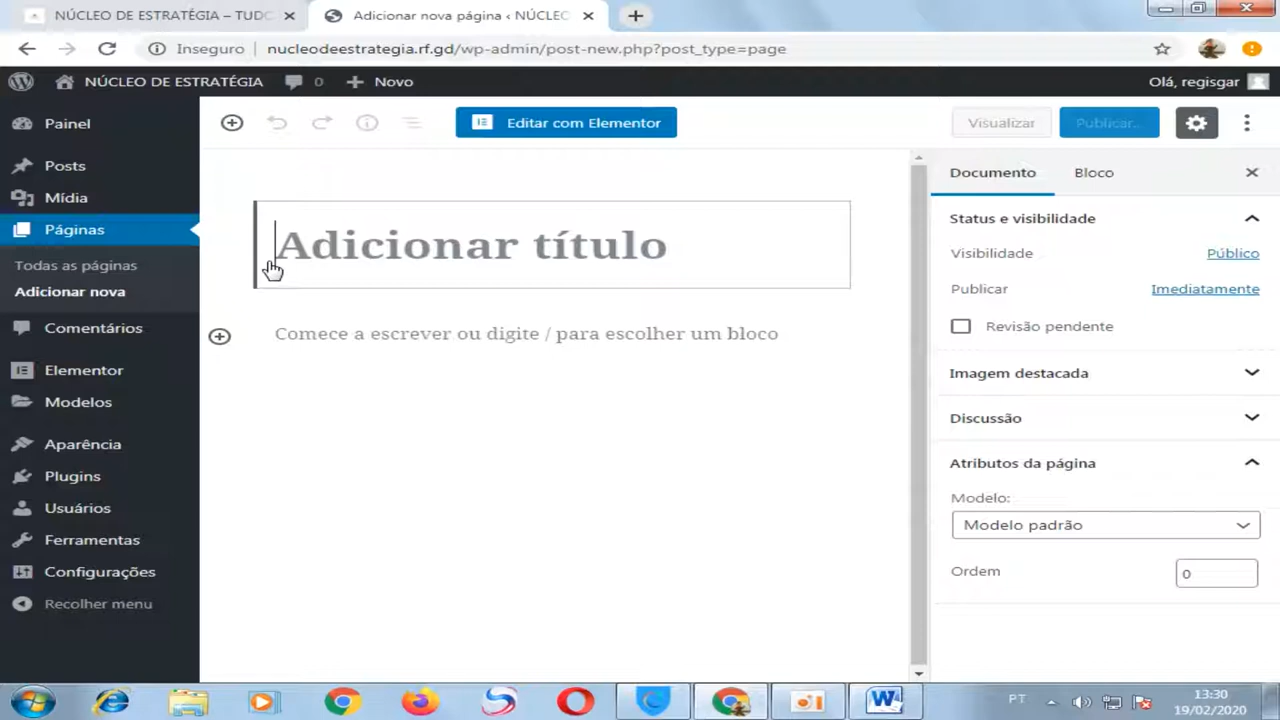 NÚCLEO DE ESTRATÉGIA – TUDO
Adicionar nova página ‹ NÚCLEO
Inseguro | nucleodeestrategia.rf.gd/wp-admin/post-new.php?post_type=page
NÚCLEO DE ESTRATÉGIA 0 Novo
Olá, regisgar
Painel
Posts
Mídia
Páginas
Todas as páginas
Adicionar nova
Comentários
Elementor
Modelos
Aparência
Plugins
Usuários
Ferramentas
Configurações
Recolher menu
Editar com Elementor
Visualizar
Publicar...
Adicionar título
Comece a escrever ou digite / para escolher um bloco
Documento
Bloco
Status e visibilidade
Visibilidade Público
Publicar Imediatamente
Revisão pendente
Imagem destacada
Discussão
Atributos da página
Modelo:
Modelo padrão
Ordem 0
PT
13:30
19/02/2020